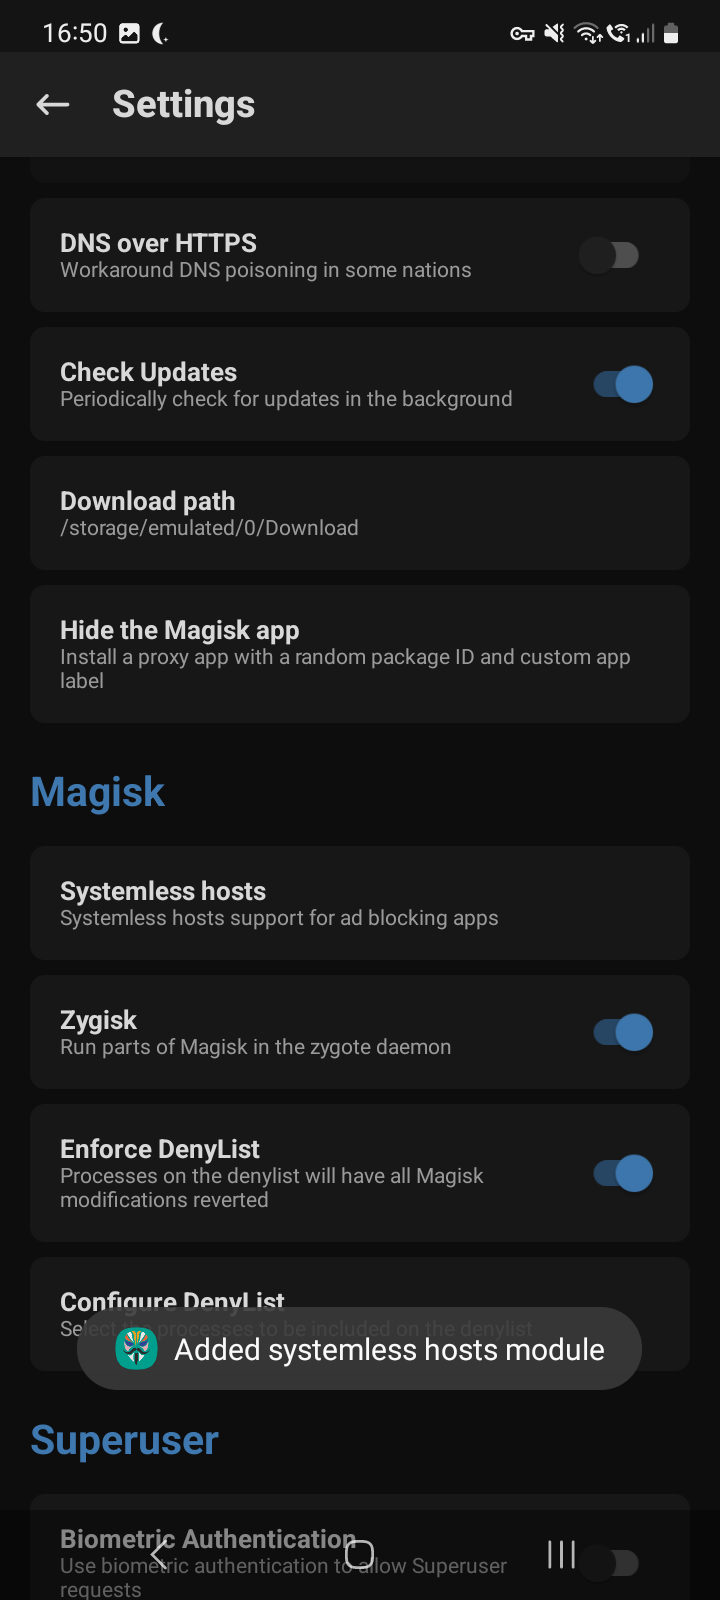 16:50
Settings
DNS over HTTPS
Workaround DNS poisoning in some nations
Check Updates
Periodically check for updates in the background
Download path
/storage/emulated/0/Download
Hide the Magisk app
Install a proxy app with a random package ID and custom app
label
Magisk
Systemless hosts
Systemless hosts support for ad blocking apps
Zygisk
Run parts of Magisk in the zygote daemon
Enforce DenyList
Processes on the denylist will have all Magisk
modifications reverted
Configure DenyList
Select the processes to be included on the denylist
Added systemless hosts module
Superuser
Biometric Authentication
Use biometric authentication to allow Superuser
requests